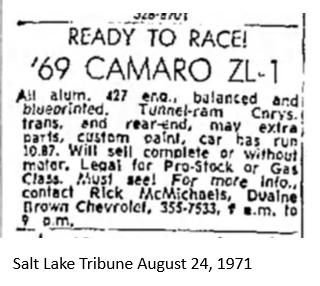 328-8701
READY TO RACE!
'69 CAMARO ZL-1
All alum. 427 eng., balanced and
blueprinted. Tunnel-ram Cnrys.
trans. and rear-end, may extra
parts, custom paint, car has run
10.87. Will sell complete or without
motor. Legal for Pro-Stock or Gas
Class. Must see! For more info.,
contact Rick McMichaels, Duaine
Brown Chevrolet, 355-7533, a.m. to
9 p.m.
Salt Lake Tribune August 24, 1971